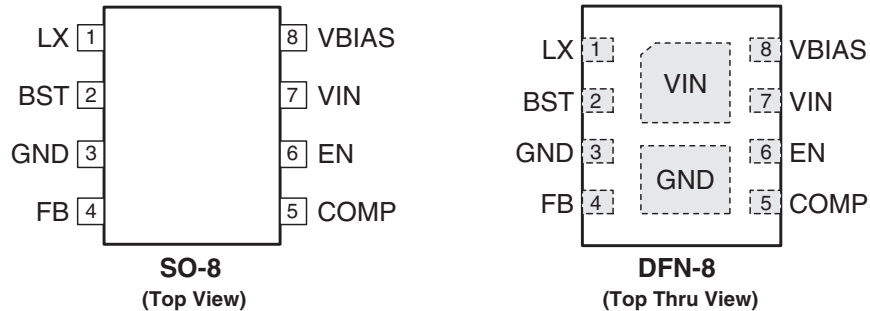 LX 1 8 VBIAS
BST 2 7 VIN
GND 3 6 EN
FB 4 5 COMP
SO-8
(Top View)
LX 1 8 VBIAS
VIN
BST 2 7 VIN
GND 3 6 EN
GND
FB 4 5 COMP
DFN-8
(Top Thru View)